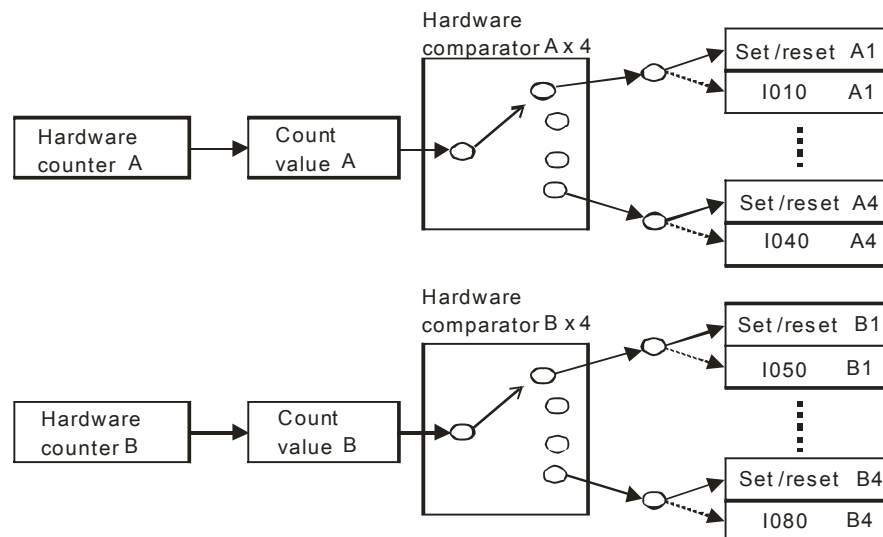 Hardware
comparator A x 4
Set/reset A1
I010 A1
Hardware
counter A
Count
value A
Set/reset A4
I040 A4
Hardware
comparator B x 4
Set/reset B1
I050 B1
Hardware
counter B
Count
value B
Set/reset B4
I080 B4